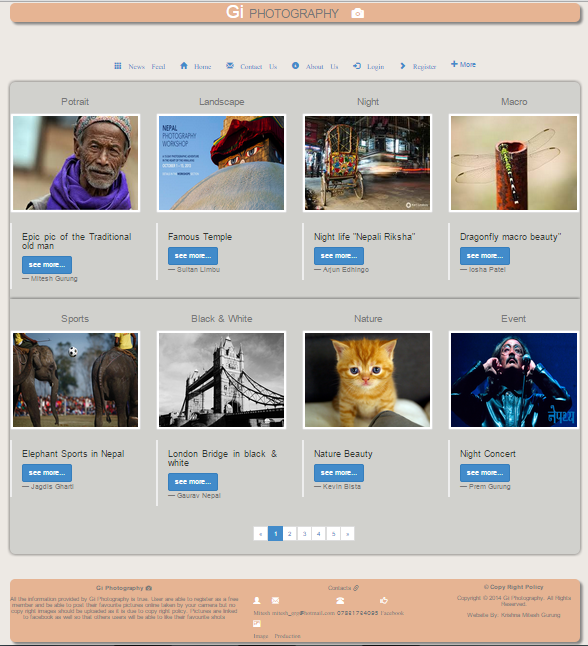 Gi PHOTOGRAPHY
News Feed Home Contact Us About Us Login Register + More
Potrait Landscape Night Macro
NEPAL
PHOTOGRAPHY
WORKSHOP
Epic pic of the Traditional old man
see more...
— Mitesh Gurung
Famous Temple
see more...
— Sultan Limbu
Night life "Nepali Riksha"
see more...
— Arjun Edhingo
Dragonfly macro beauty"
see more...
— Iosha Patel
Sports Black & White Nature Event
नेपथ्य
Elephant Sports in Nepal
see more...
— Jagdis Gharti
London Bridge in black & white
see more...
— Gaurav Nepal
Nature Beauty
see more...
— Kevin Bista
Night Concert
see more...
— Prem Gurung
« 1 2 3 4 5 »
Gi Photography
All the information provided by Gi Photography is true. User are able to register as a free
member and be able to post their favourite pictures online taken by your camera but no
copy right images should be uploaded as it is due to copy right policy. Pictures are linked
to facebook as well so that others users will be able to like their favourite shots
Contacts
Mitesh 07881734085 Facebook
Image Production
© Copy Right Policy
Copyright © 2014 Gi Photography. All Rights
Reserved.
Website By: Krishna Mitesh Gurung